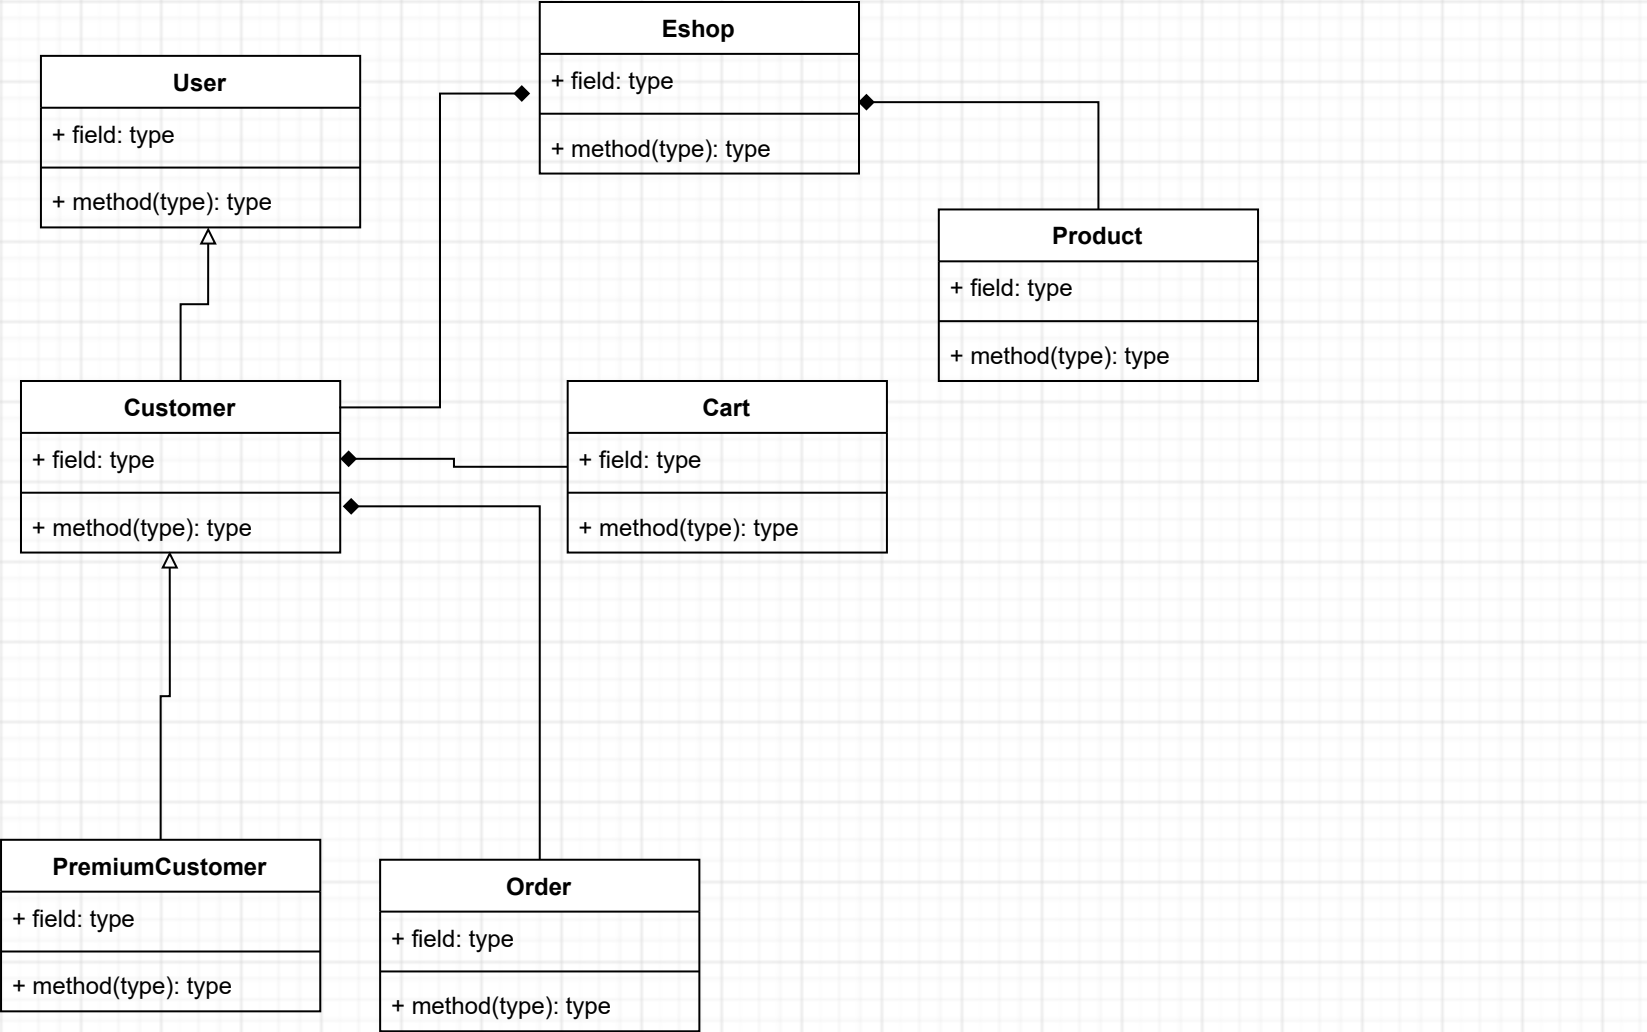 Eshop
+ field: type
+ method(type): type
User
+ field: type
+ method(type): type
Product
+ field: type
+ method(type): type
Customer
+ field: type
+ method(type): type
Cart
+ field: type
+ method(type): type
PremiumCustomer
+ field: type
+ method(type): type
Order
+ field: type
+ method(type): type